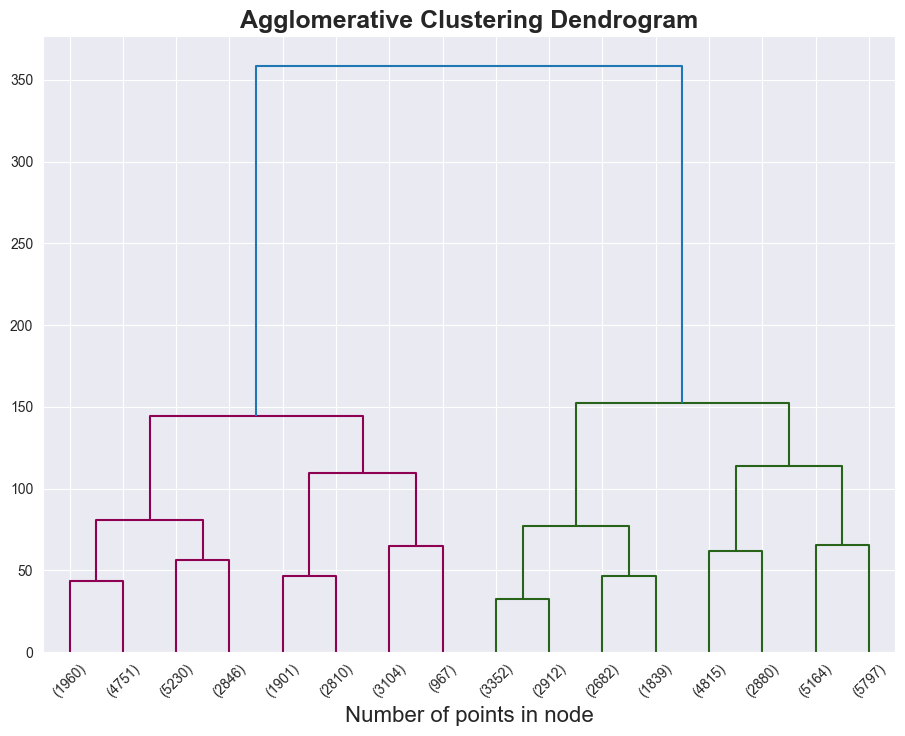 Agglomerative Clustering Dendrogram
350
300
250
200
150
100
50
0
(1960) (4751) (5230) (2846) (1901) (2810) (3104) (967) (3352) (2912) (2682) (1839) (4815) (2880) (5164) (5797)
Number of points in node